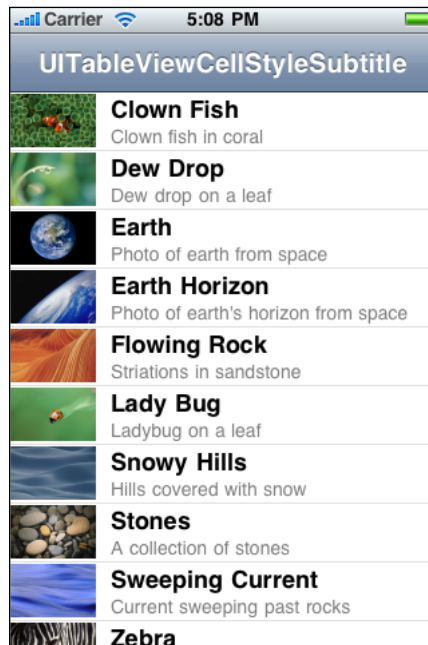 Carrier 5:08 PM
UITableViewCellStyleSubtitle
Clown Fish
Clown fish in coral
Dew Drop
Dew drop on a leaf
Earth
Photo of earth from space
Earth Horizon
Photo of earth's horizon from space
Flowing Rock
Striations in sandstone
Lady Bug
Ladybug on a leaf
Snowy Hills
Hills covered with snow
Stones
A collection of stones
Sweeping Current
Current sweeping past rocks
Zebra